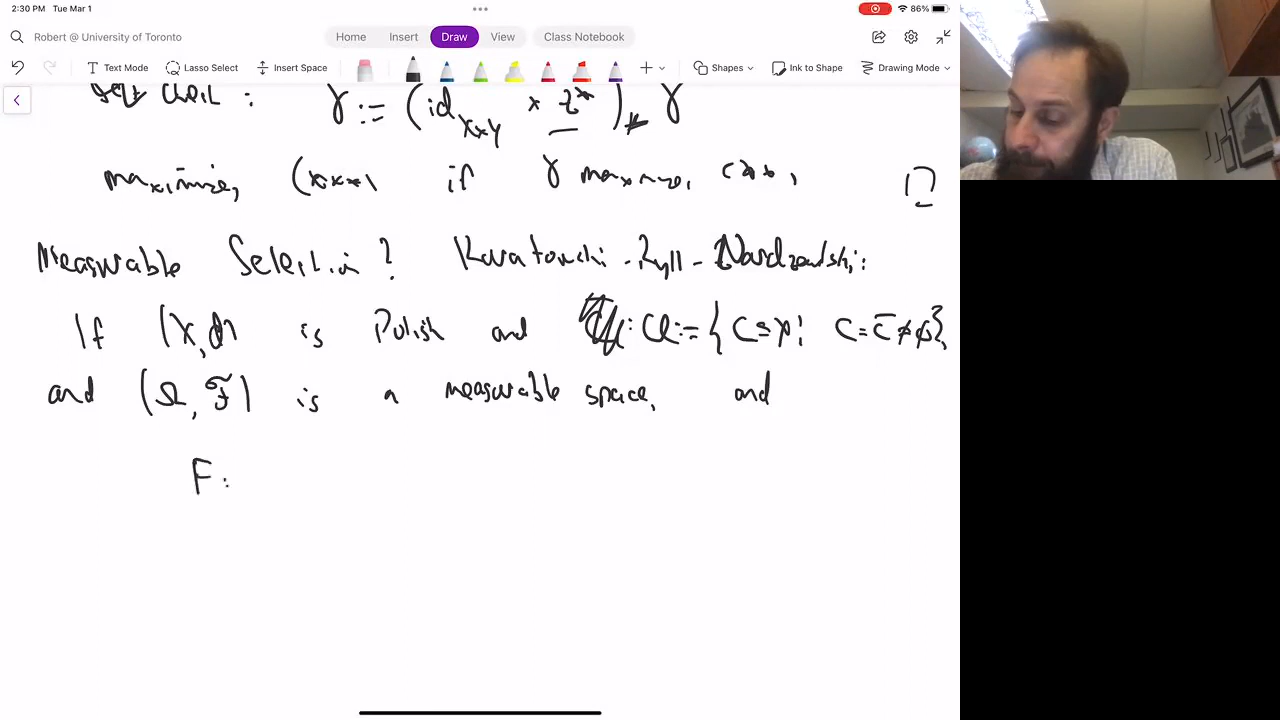 2:30 PM Tue Mar 1
86%
Robert @ University of Toronto
Home Insert Draw View Class Notebook
Text Mode Lasso Select Insert Space Shapes Ink to Shape Drawing Mode
γ := (id_{X×Y} × z*)_# γ
maximizes (***) if γ maximizes (**). □
Measurable Selection? Kuratowski-Ryll-Nardzewski:
If (X,d) is Polish and Cl := {C ⊆ X : C = C̄ ≠ ∅},
and (Ω, ℱ) is a measurable space, and
F: